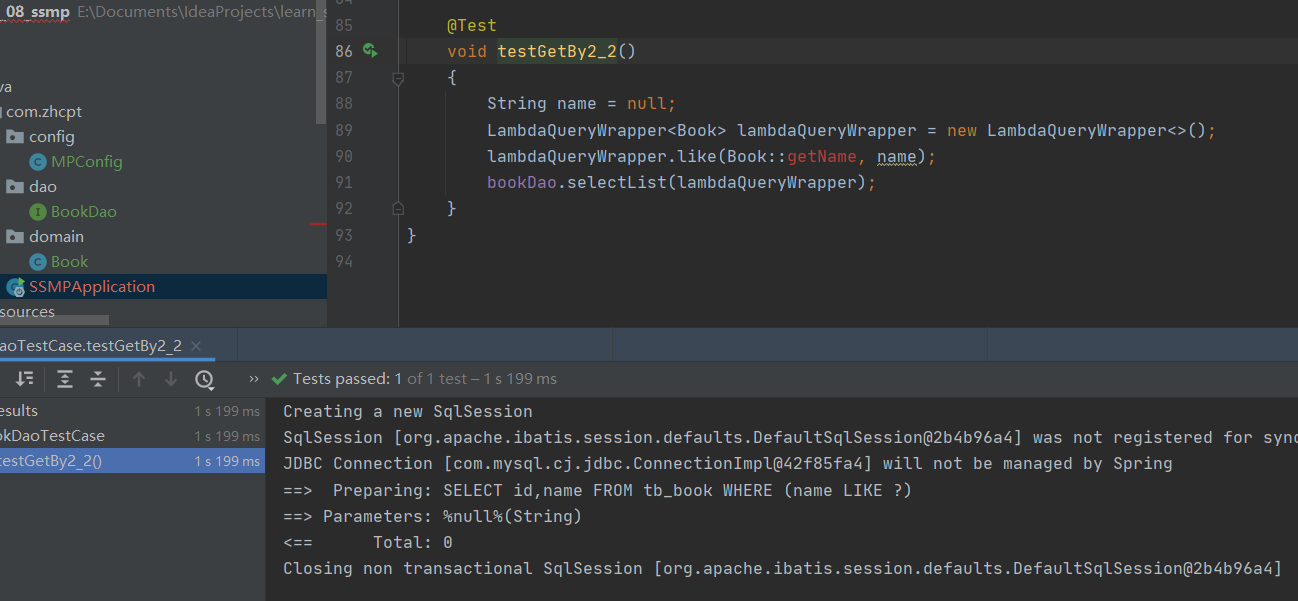 _08_ssmp E:\Documents\IdeaProjects\learn_s
va
com.zhcpt
config
MPConfig
dao
BookDao
domain
Book
SSMPApplication
sources
85 @Test
86 void testGetBy2_2()
87 {
88 String name = null;
89 LambdaQueryWrapper<Book> lambdaQueryWrapper = new LambdaQueryWrapper<>();
90 lambdaQueryWrapper.like(Book::getName, name);
91 bookDao.selectList(lambdaQueryWrapper);
92 }
93 }
94
aoTestCase.testGetBy2_2 ×
» Tests passed: 1 of 1 test – 1 s 199 ms
esults 1 s 199 ms
okDaoTestCase 1 s 199 ms
testGetBy2_2() 1 s 199 ms
Creating a new SqlSession
SqlSession [org.apache.ibatis.session.defaults.DefaultSqlSession@2b4b96a4] was not registered for sync
JDBC Connection [com.mysql.cj.jdbc.ConnectionImpl@42f85fa4] will not be managed by Spring
==>  Preparing: SELECT id,name FROM tb_book WHERE (name LIKE ?)
==> Parameters: %null%(String)
<==      Total: 0
Closing non transactional SqlSession [org.apache.ibatis.session.defaults.DefaultSqlSession@2b4b96a4]